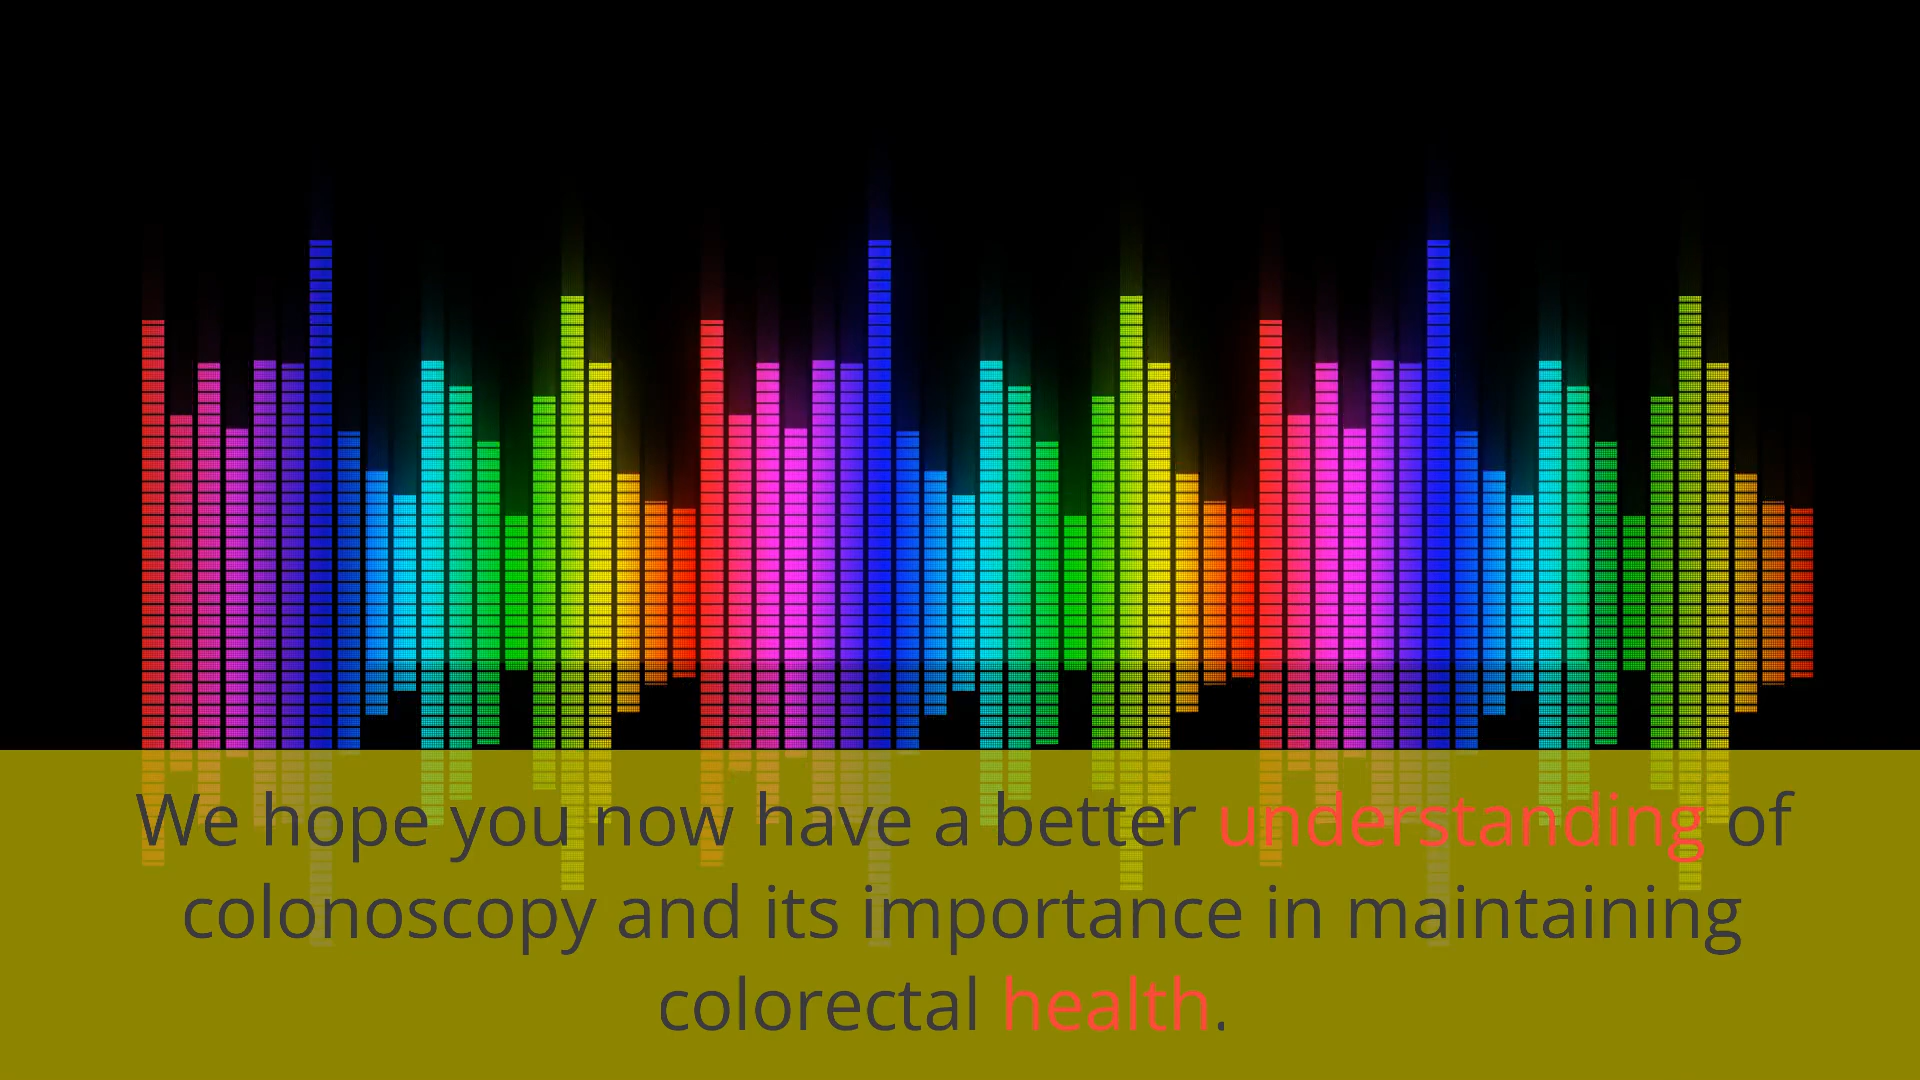 We hope you now have a better understanding of
colonoscopy and its importance in maintaining
colorectal health.